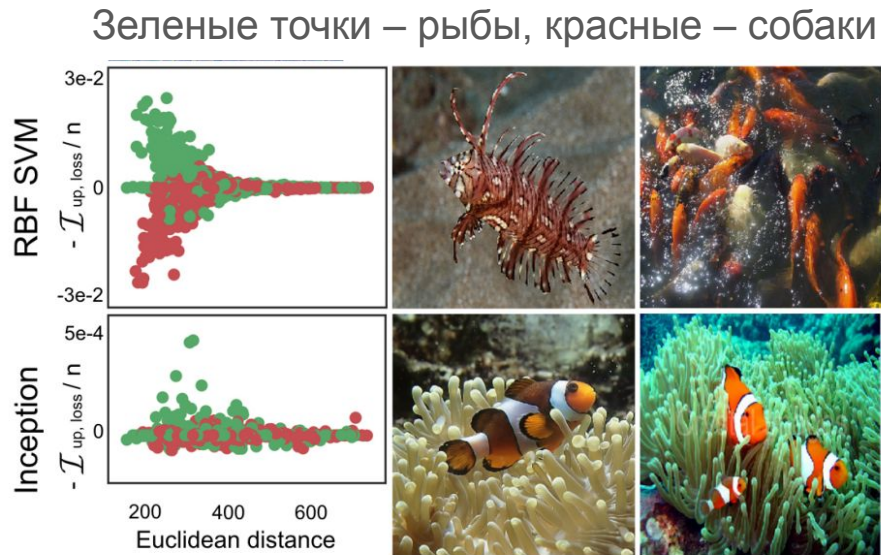 Зеленые точки – рыбы, красные – собаки
RBF SVM
- 𝓘 up, loss / n
3e-2
0
-3e-2
Inception
- 𝓘 up, loss / n
5e-4
0
200 400 600
Euclidean distance